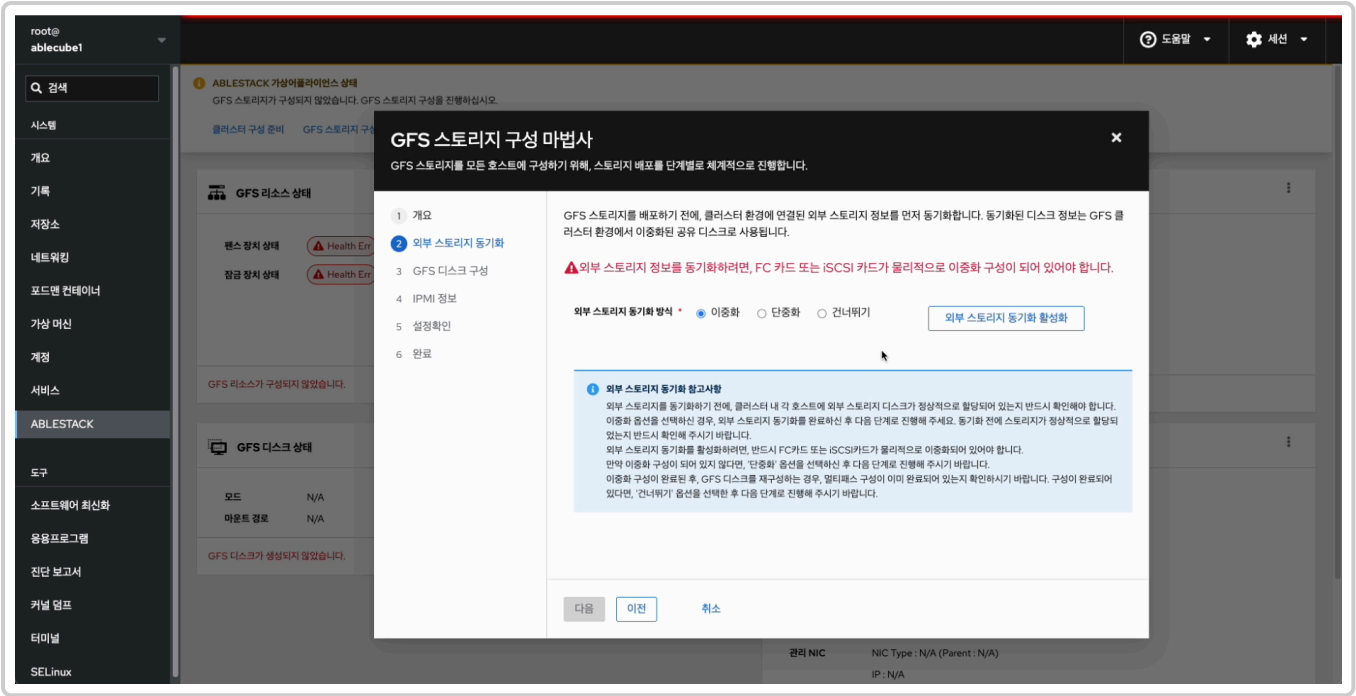 root@
ablecube1
도움말
세션
검색
시스템
개요
기록
저장소
네트워킹
포드맨 컨테이너
가상 머신
계정
서비스
ABLESTACK
도구
소프트웨어 최신화
응용프로그램
진단 보고서
커널 덤프
터미널
SELinux
ABLESTACK 가상어플라이언스 상태
GFS 스토리지가 구성되지 않았습니다. GFS 스토리지 구성을 진행하십시오.
클러스터 구성 준비
GFS 스토리지 구성
GFS 리소스 상태
펜스 장치 상태
Health Err
잠금 장치 상태
Health Err
GFS 리소스가 구성되지 않았습니다.
GFS 디스크 상태
모드
N/A
마운트 경로
N/A
GFS 디스크가 생성되지 않았습니다.
GFS 스토리지 구성 마법사
GFS 스토리지를 모든 호스트에 구성하기 위해, 스토리지 배포를 단계별로 체계적으로 진행합니다.
1 개요
2 외부 스토리지 동기화
3 GFS 디스크 구성
4 IPMI 정보
5 설정확인
6 완료
GFS 스토리지를 배포하기 전에, 클러스터 환경에 연결된 외부 스토리지 정보를 먼저 동기화합니다. 동기화된 디스크 정보는 GFS 클
러스터 환경에서 이중화된 공유 디스크로 사용됩니다.
외부 스토리지 정보를 동기화하려면, FC 카드 또는 iSCSI 카드가 물리적으로 이중화 구성이 되어 있어야 합니다.
외부 스토리지 동기화 방식 *
이중화
단중화
건너뛰기
외부 스토리지 동기화 활성화
외부 스토리지 동기화 참고사항
외부 스토리지를 동기화하기 전에, 클러스터 내 각 호스트에 외부 스토리지 디스크가 정상적으로 할당되어 있는지 반드시 확인해야 합니다.
이중화 옵션을 선택하신 경우, 외부 스토리지 동기화를 완료하신 후 다음 단계로 진행해 주세요. 동기화 전에 스토리지가 정상적으로 할당되
었는지 반드시 확인해 주시기 바랍니다.
외부 스토리지 동기화를 활성화하려면, 반드시 FC카드 또는 iSCSI카드가 물리적으로 이중화되어 있어야 합니다.
만약 이중화 구성이 되어 있지 않다면, '단중화' 옵션을 선택하신 후 다음 단계로 진행해 주시기 바랍니다.
이중화 구성이 완료된 후, GFS 디스크를 재구성하는 경우, 멀티패스 구성이 이미 완료되어 있는지 확인하시기 바랍니다. 구성이 완료되어
있다면, '건너뛰기' 옵션을 선택한 후 다음 단계로 진행해 주시기 바랍니다.
다음
이전
취소
관리 NIC
NIC Type : N/A (Parent : N/A)
IP : N/A